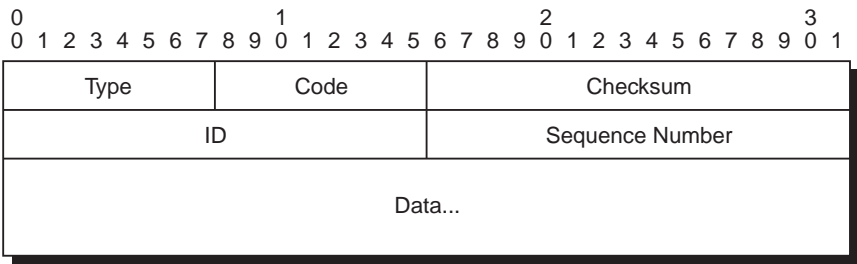 0 1 2 3
0 1 2 3 4 5 6 7 8 9 0 1 2 3 4 5 6 7 8 9 0 1 2 3 4 5 6 7 8 9 0 1
Type Code Checksum
ID Sequence Number
Data...